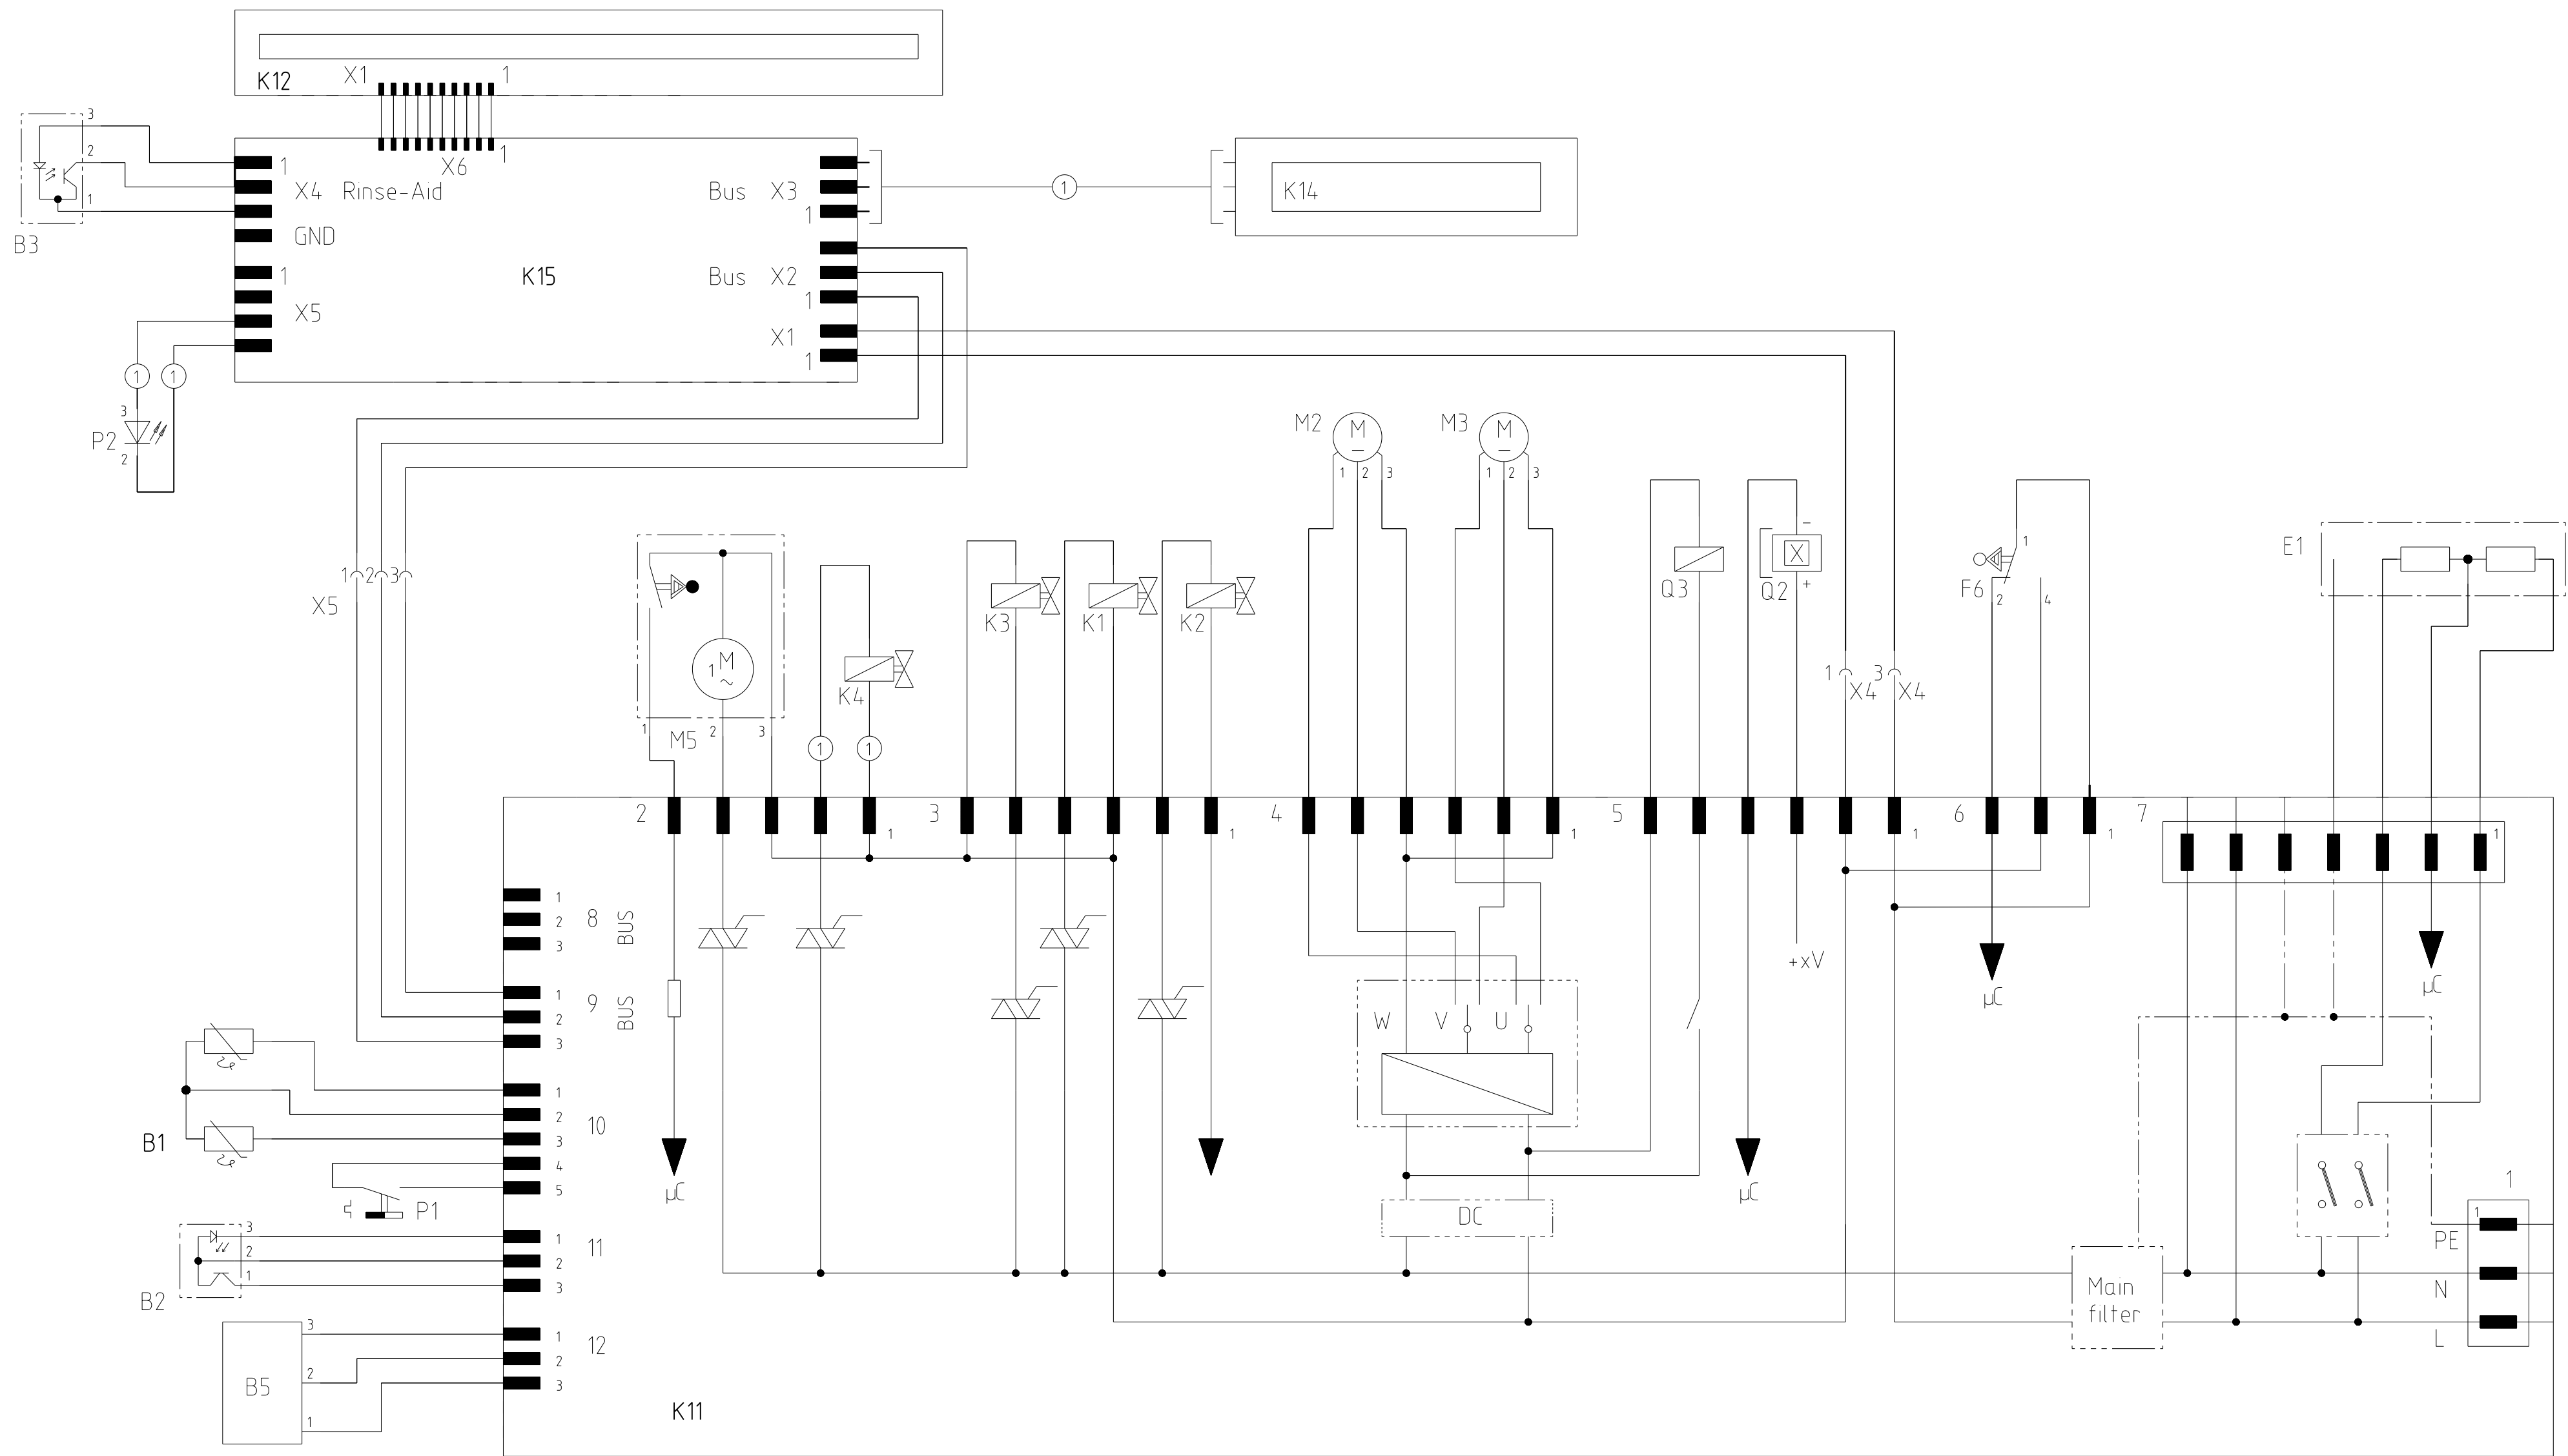 K12 X1 1
3
2
1
B3
1 X6 1
X4 Rinse-Aid
GND
1
X5
K15
Bus X3
1
Bus X2
1
X1
1
1
K14
1 1
3
P2
2
M2 M
1 2 3
M3 M
1 2 3
1 2 3
X5
1 M
~
1 2 3
M5
K4
1 1
K3
K1
K2
Q3
-
X
Q2 +
1 3
X4 X4
1
F6
2 4
E1
2 1
3 1
4 1
5 1
6 1
7 1
1
2
3
8 BUS
1
2
3
9 BUS
1
2
3
4
5
10
1
2
3
11
1
2
3
12
B1
P1
3
2
1
B2
3
2
1
B5
K11
µC
W V U
DC
+xV
µC
µC
µC
Main
filter
1
1
PE
N
L